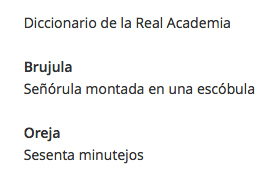 Diccionario de la Real Academia
Brujula
Señórula montada en una escóbula
Oreja
Sesenta minutejos